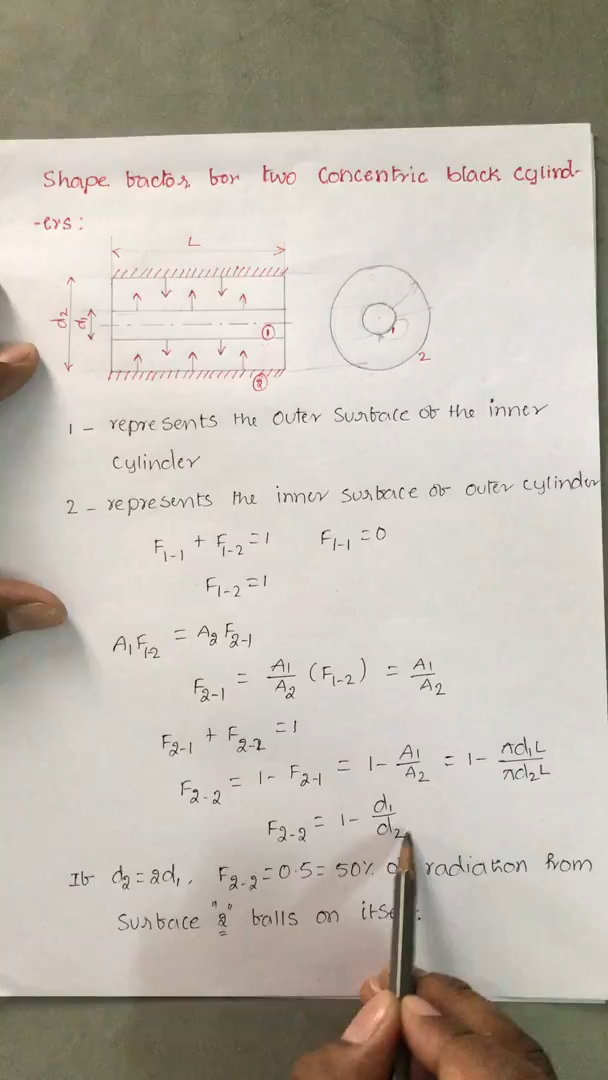 Shape factor for two concentric black cylind-
-ers:
L
d2
d1
1
2
1
2
1 - represents the outer surface of the inner
cylinder
2 - represents the inner surface of outer cylinder
F1-1 + F1-2 = 1 F1-1 = 0
F1-2 = 1
A1F1-2 = A2F2-1
F2-1 = A1/A2 (F1-2) = A1/A2
F2-1 + F2-2 = 1
F2-2 = 1 - F2-1 = 1 - A1/A2 = 1 - πd1L/πd2L
F2-2 = 1 - d1/d2
If d2 = 2d1, F2-2 = 0.5 = 50% radiation from
surface "2" falls on